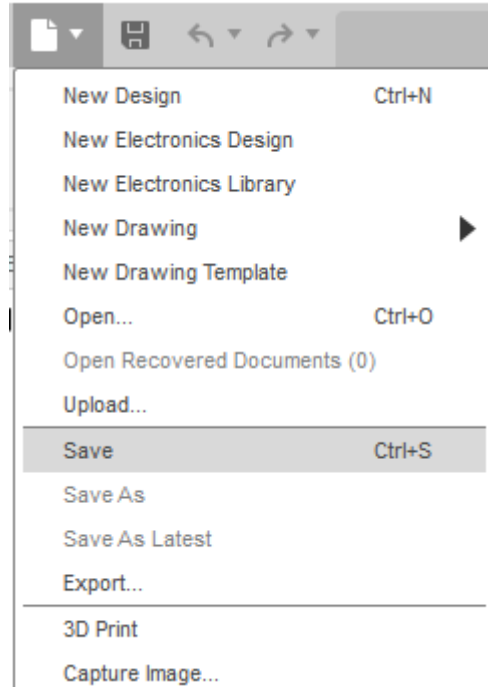 New Design Ctrl+N
New Electronics Design
New Electronics Library
New Drawing
New Drawing Template
Open... Ctrl+O
Open Recovered Documents (0)
Upload...
Save Ctrl+S
Save As
Save As Latest
Export...
3D Print
Capture Image...